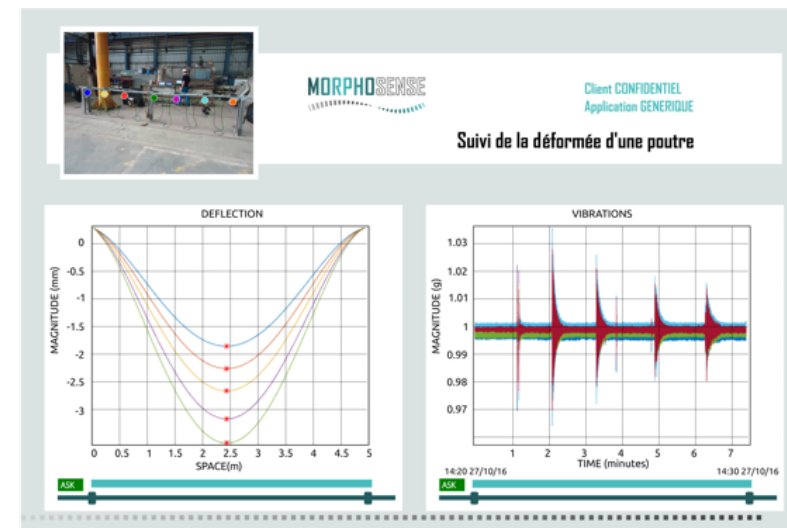 MORPHOSENSE
Client CONFIDENTIEL
Application GENERIQUE
Suivi de la déformée d'une poutre
DEFLECTION
MAGNITUDE (mm)
0
-0.5
-1
-1.5
-2
-2.5
-3
0 0.5 1 1.5 2 2.5 3 3.5 4 4.5 5
SPACE(m)
ASK
VIBRATIONS
MAGNITUDE (g)
1.03
1.02
1.01
1
0.99
0.98
0.97
1 2 3 4 5 6 7
TIME (minutes)
14:20 27/10/16 14:30 27/10/16
ASK